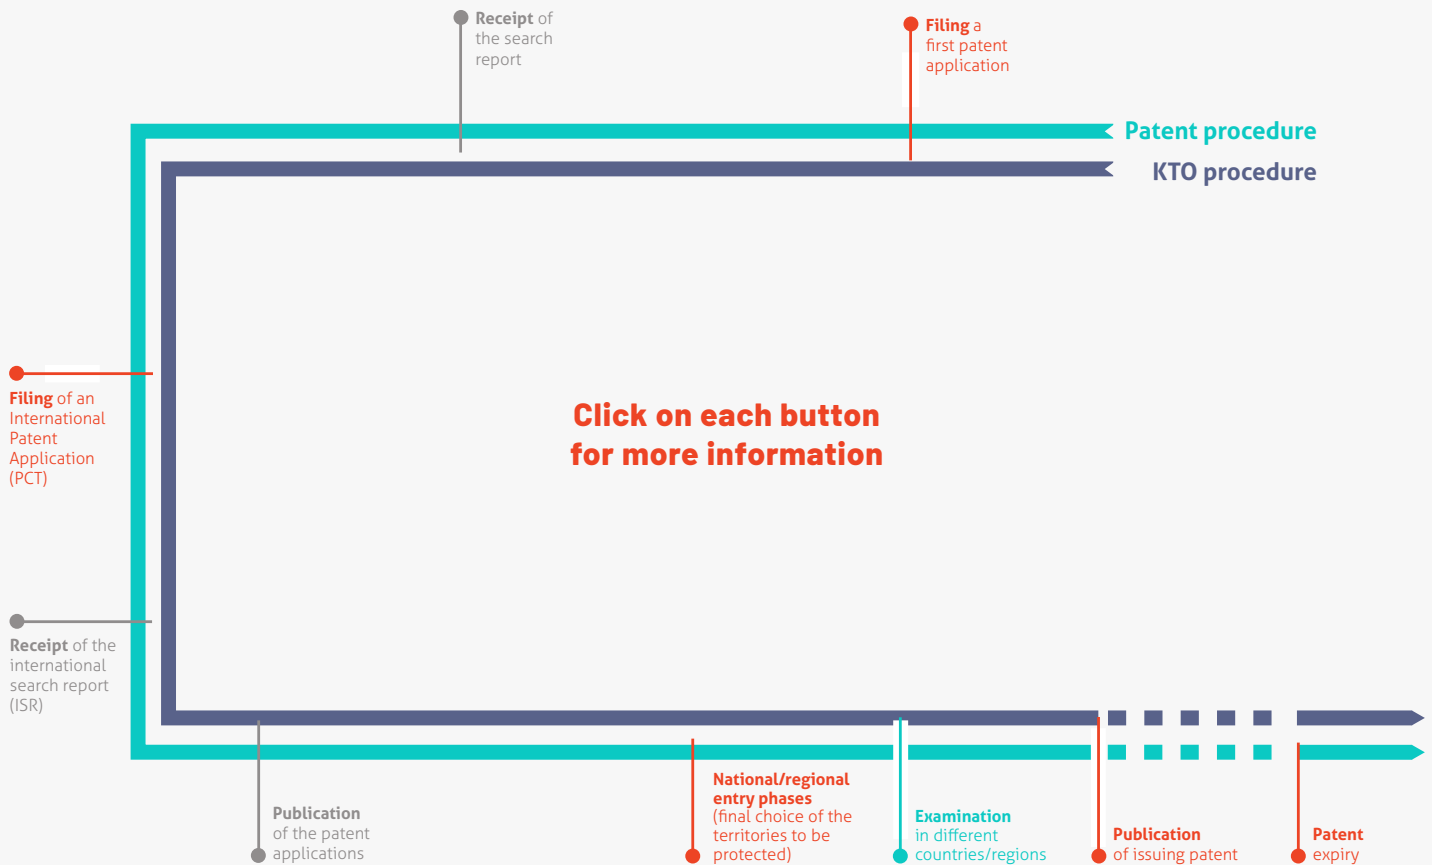 Receipt of
the search
report
Filing a
first patent
application
Patent procedure
KTO procedure
Filing of an
International
Patent
Application
(PCT)
Click on each button
for more information
Receipt of the
international
search report
(ISR)
Publication
of the patent
applications
National/regional
entry phases
(final choice of the
territories to be
protected)
Examination
in different
countries/regions
Publication
of issuing patent
Patent
expiry